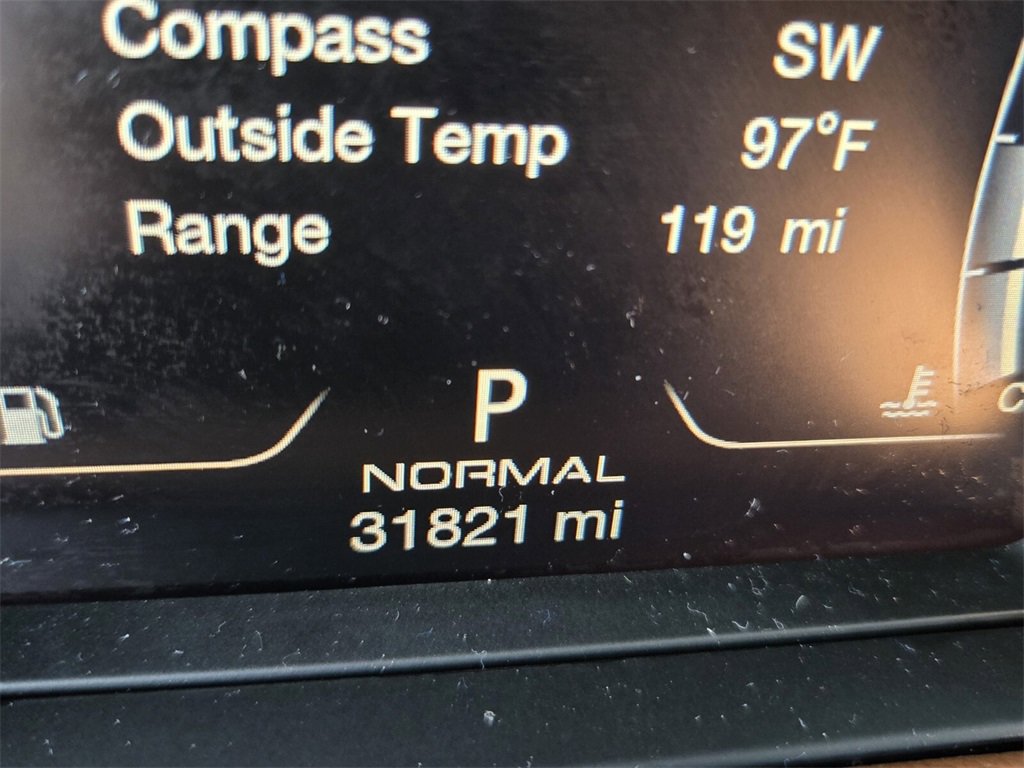 Compass SW
Outside Temp 97°F
Range 119 mi
P
C
NORMAL
31821 mi